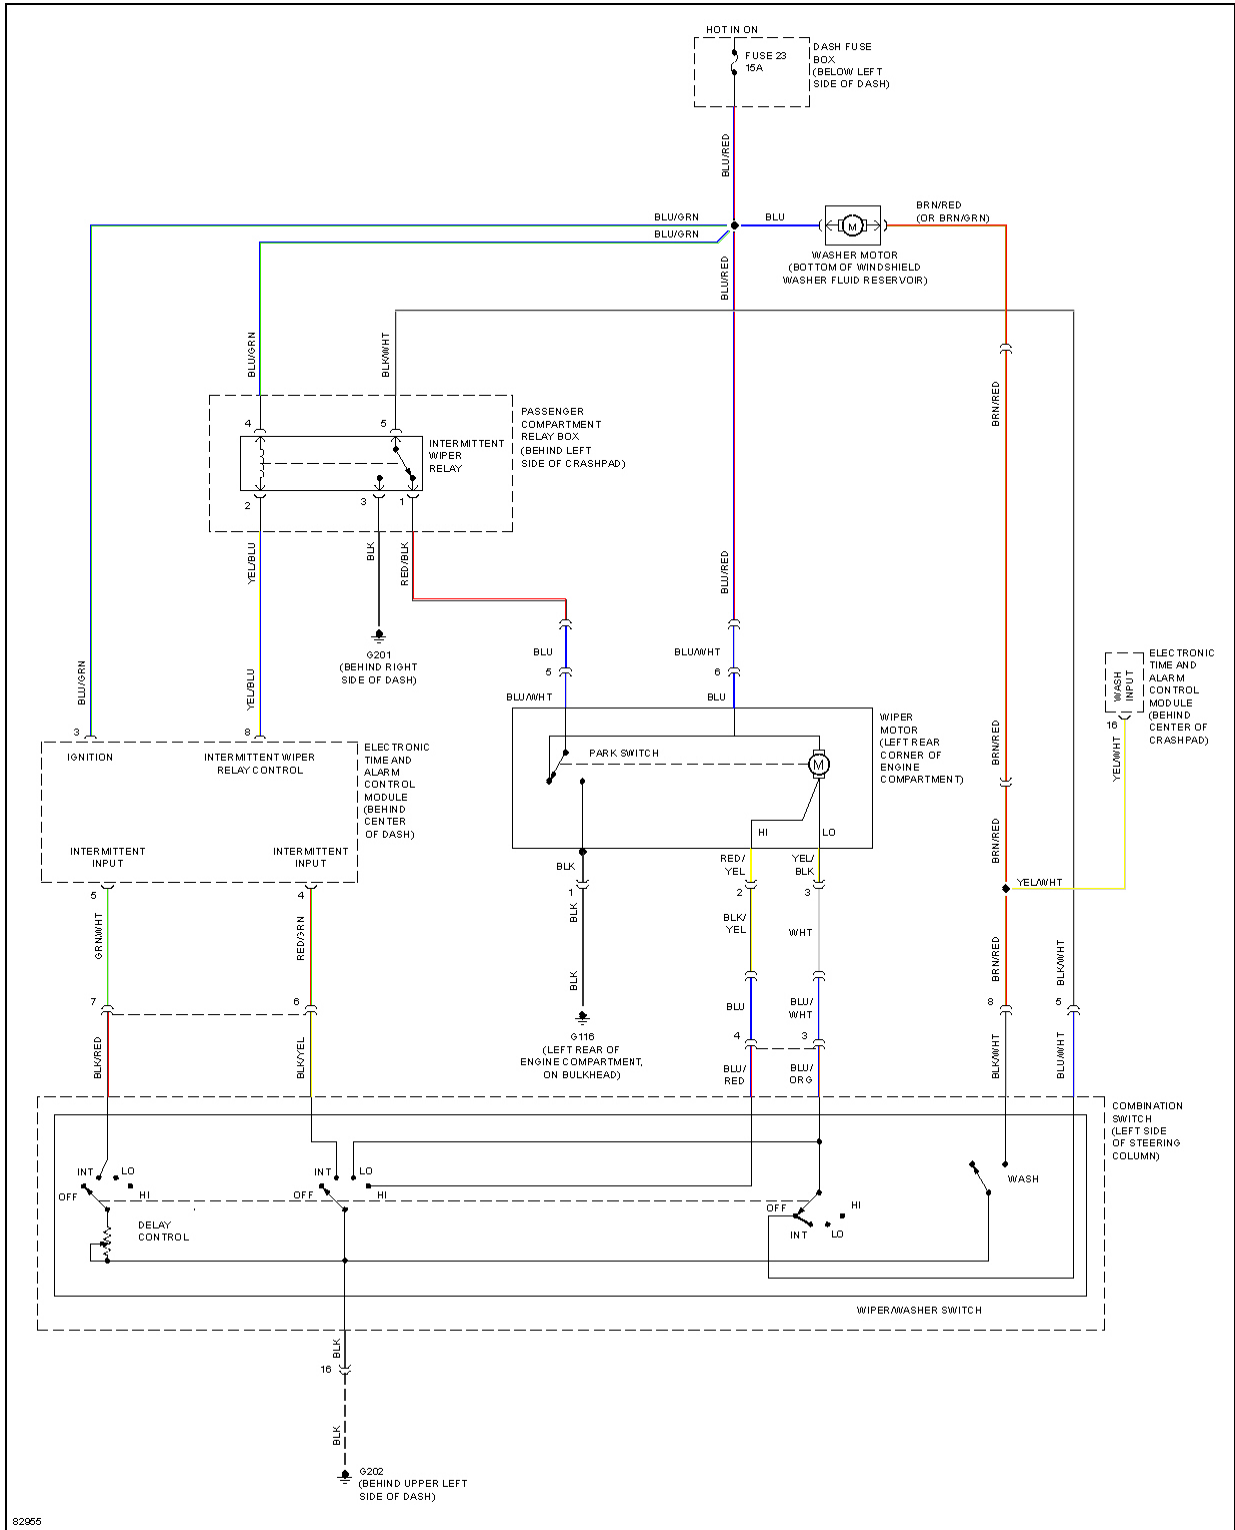 HOT IN ON
FUSE 23
15A
DASH FUSE
BOX
(BELOW LEFT
SIDE OF DASH)
BLU/RED
BLU/GRN
BLU
BRN/RED
(OR BRN/GRN)
BLU/GRN
M
WASHER MOTOR
(BOTTOM OF WINDSHIELD
WASHER FLUID RESERVOIR)
BLU/RED
BLU/GRN
BLK/WHT
BRN/RED
4
5
PASSENGER
COMPARTMENT
RELAY BOX
(BEHIND LEFT
SIDE OF CRASHPAD)
INTERMITTENT
WIPER
RELAY
2
3
1
YEL/BLU
BLK
RED/BLK
BLU/RED
G201
(BEHIND RIGHT
SIDE OF DASH)
BLU/GRN
YEL/BLU
BLU
5
BLU/WHT
BLU/WHT
6
BLU
WASH
INPUT
16
ELECTRONIC
TIME AND
ALARM
CONTROL
MODULE
(BEHIND
CENTER OF
CRASHPAD)
YEL/WHT
BRN/RED
3
8
IGNITION
INTERMITTENT WIPER
RELAY CONTROL
ELECTRONIC
TIME AND
ALARM
CONTROL
MODULE
(BEHIND
CENTER
OF DASH)
PARK SWITCH
M
HI
LO
WIPER
MOTOR
(LEFT REAR
CORNER OF
ENGINE
COMPARTMENT)
INTERMITTENT
INPUT
INTERMITTENT
INPUT
5
4
BLK
1
BLK
RED/
YEL
2
YEL/
BLK
3
BRN/RED
YEL/WHT
GRN/WHT
RED/GRN
BLK/
YEL
WHT
BLK
BRN/RED
BLK/WHT
7
6
BLU
BLU/
WHT
8
5
G116
(LEFT REAR OF
ENGINE COMPARTMENT,
ON BULKHEAD)
4
3
BLK/RED
BLK/YEL
BLU/
RED
BLU/
ORG
BLK/WHT
BLU/WHT
COMBINATION
SWITCH
(LEFT SIDE
OF STEERING
COLUMN)
INT
LO
OFF
HI
INT
LO
OFF
HI
WASH
OFF
HI
INT
LO
DELAY
CONTROL
WIPER/WASHER SWITCH
BLK
16
BLK
G202
(BEHIND UPPER LEFT
SIDE OF DASH)
82955